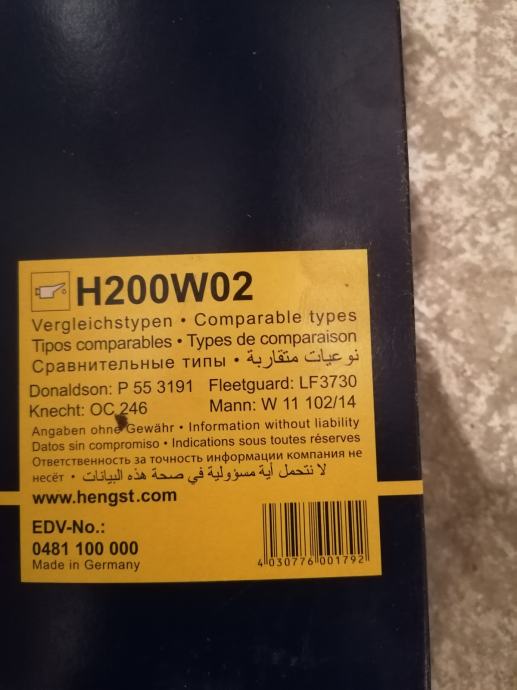 H200W02
Vergleichstypen • Comparable types
Tipos comparables • Types de comparaison
Сравнительные типы • نوعيات متقاربة
Donaldson: P 55 3191 Fleetguard: LF3730
Knecht: OC 246 Mann: W 11 102/14
Angaben ohne Gewähr • Information without liability
Datos sin compromiso • Indications sous toutes réserves
Ответственность за точность информации компания не
несёт • لا نتحمل أية مسؤولية في صحة هذه البيانات •
www.hengst.com
EDV-No.:
0481 100 000
Made in Germany
4 030776 001792